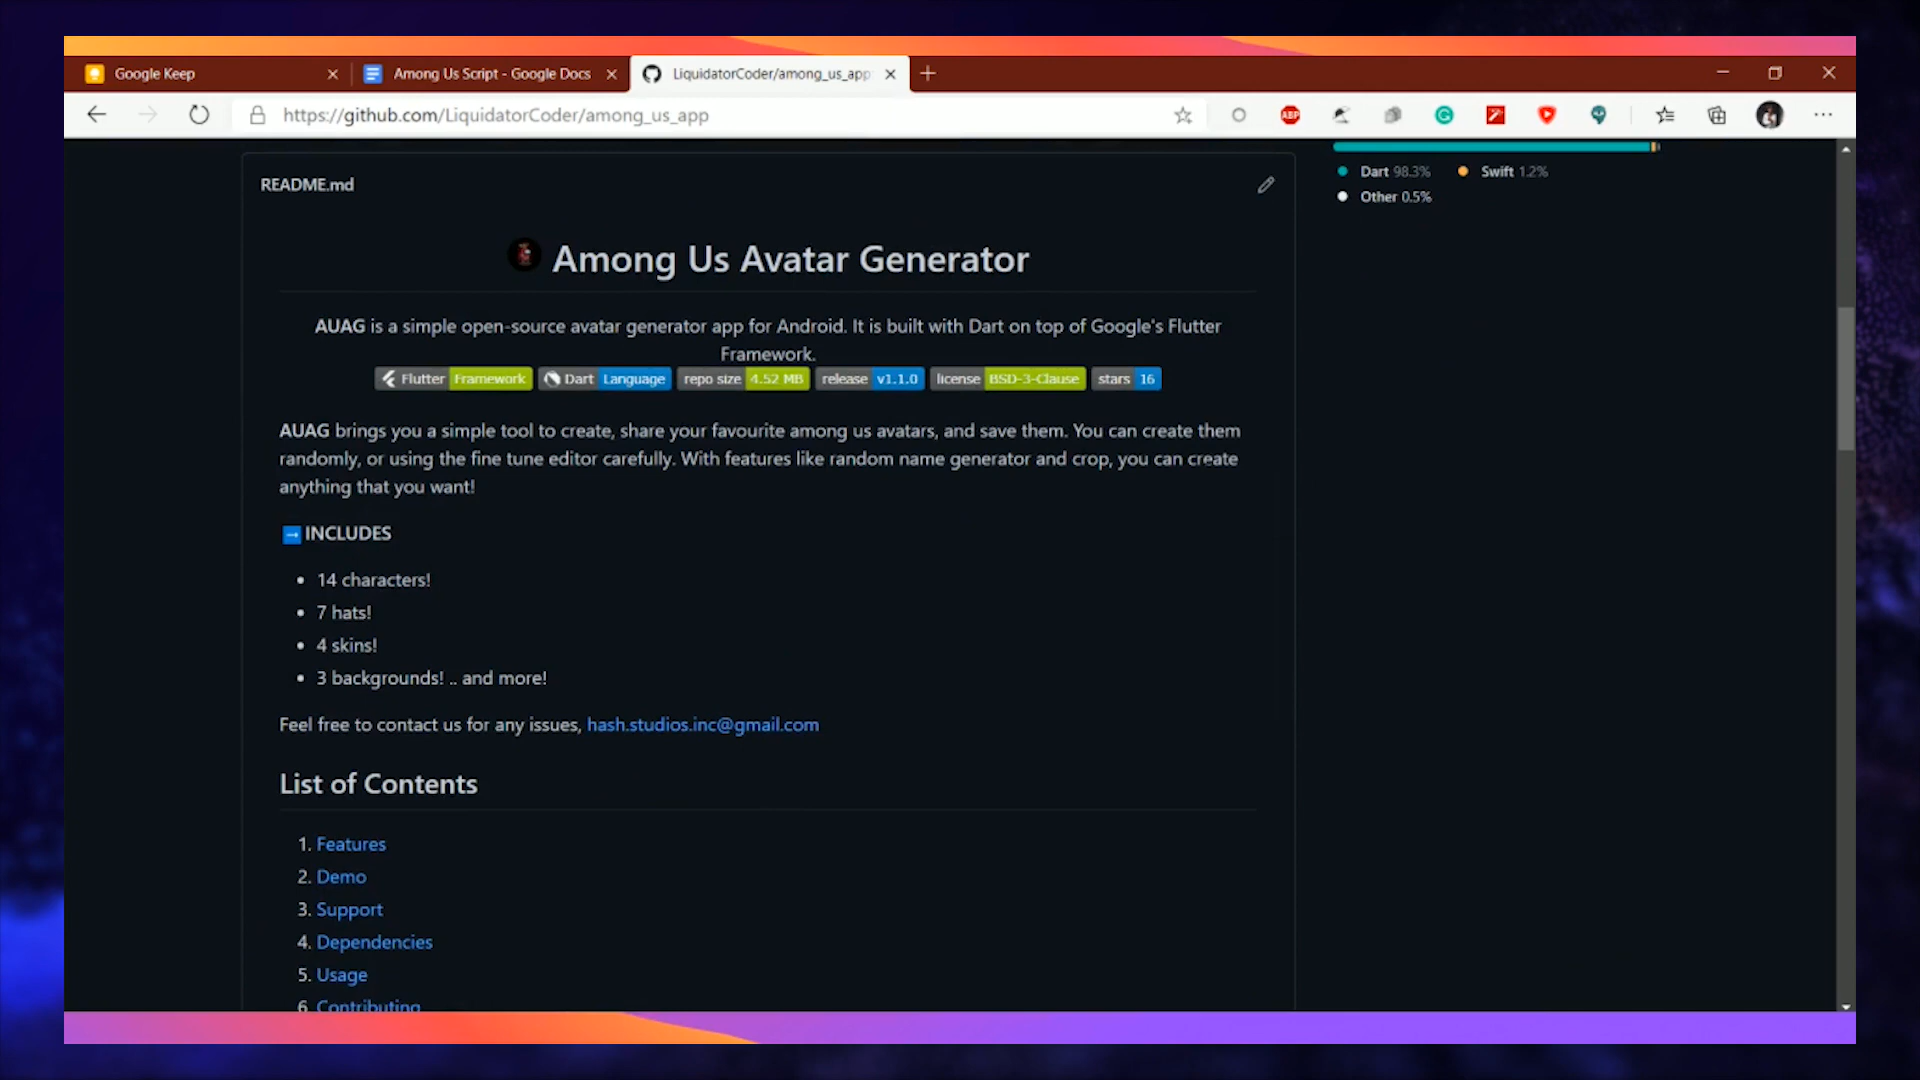 Google Keep
Among Us Script - Google Docs
LiquidatorCoder/among_us_app
https://github.com/LiquidatorCoder/among_us_app
ABP
Dart 98.3% Swift 1.2%
Other 0.5%
README.md
Among Us Avatar Generator
AUAG is a simple open-source avatar generator app for Android. It is built with Dart on top of Google's Flutter
Framework.
Flutter Framework Dart Language repo size 4.52 MB release v1.1.0 license BSD-3-Clause stars 16
AUAG brings you a simple tool to create, share your favourite among us avatars, and save them. You can create them
randomly, or using the fine tune editor carefully. With features like random name generator and crop, you can create
anything that you want!
INCLUDES
• 14 characters!
• 7 hats!
• 4 skins!
• 3 backgrounds! .. and more!
Feel free to contact us for any issues, hash.studios.inc@gmail.com
List of Contents
1. Features
2. Demo
3. Support
4. Dependencies
5. Usage
6. Contributing